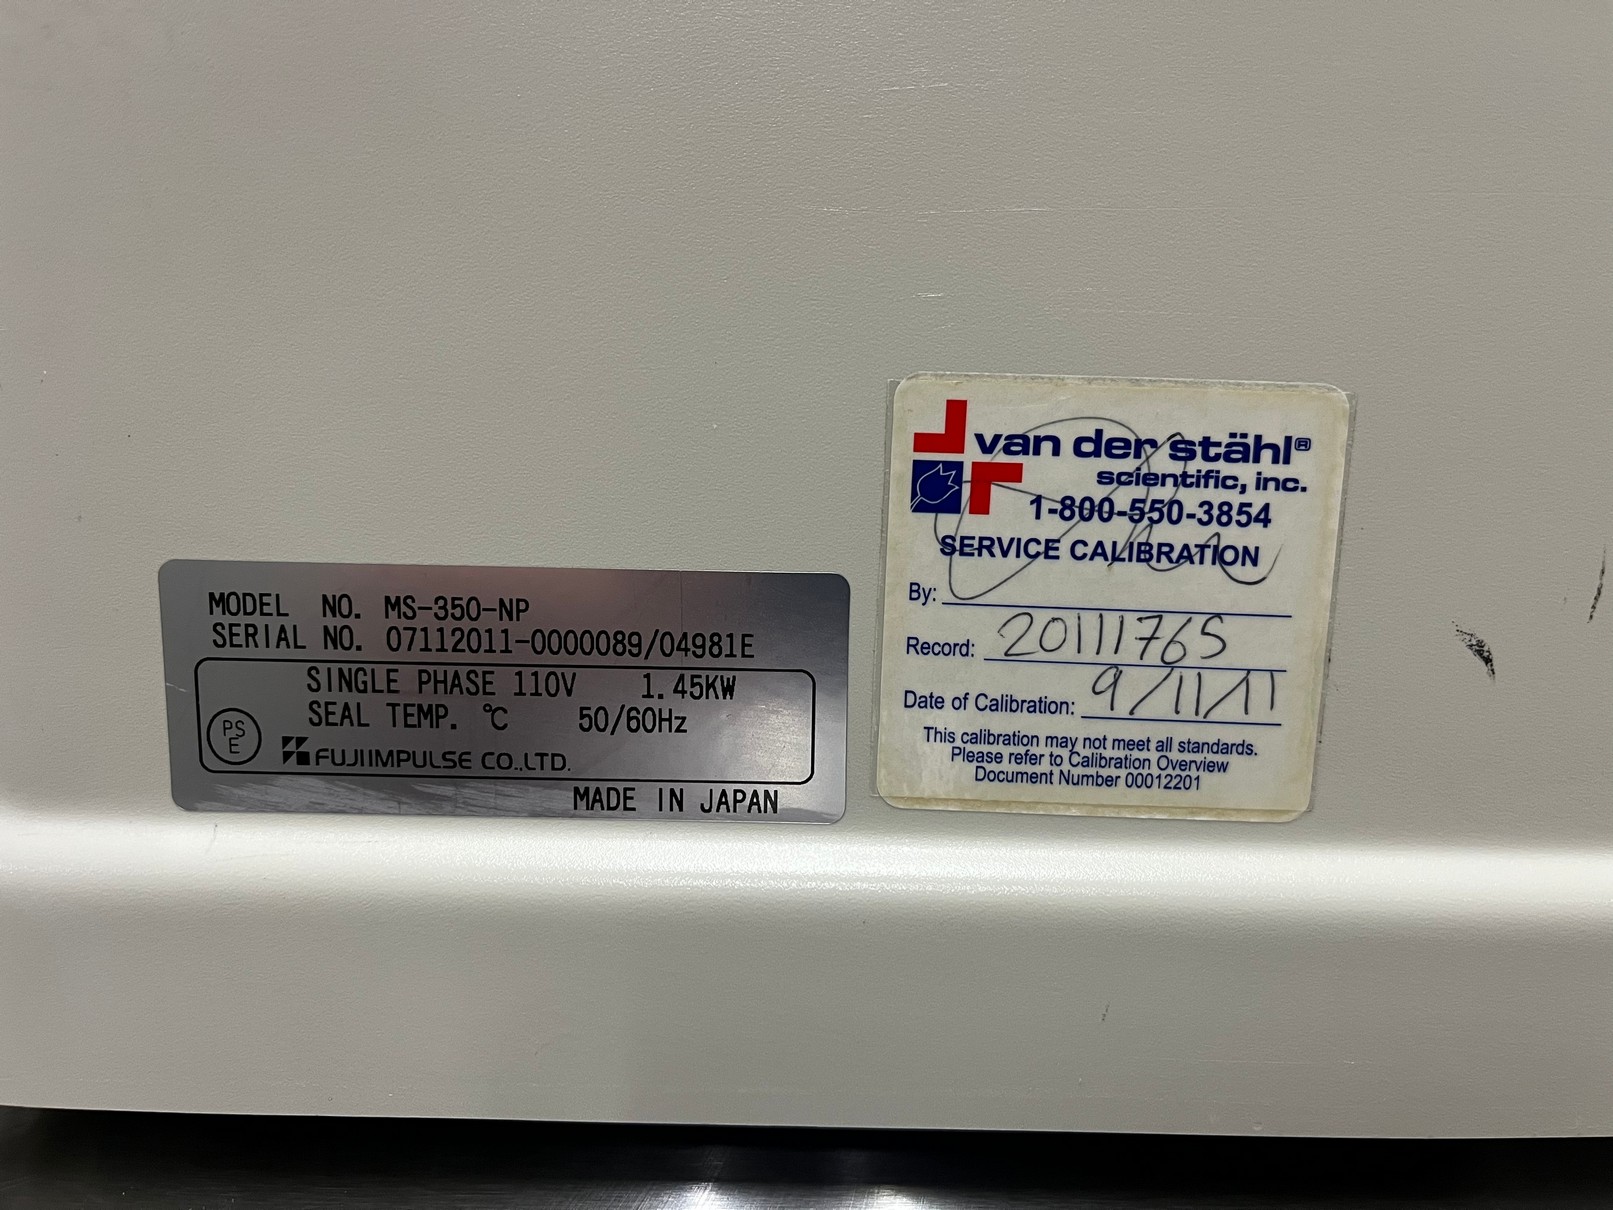 MODEL NO. MS-350-NP
SERIAL NO. 07112011-0000089/04981E
SINGLE PHASE 110V 1.45KW
SEAL TEMP. ℃ 50/60Hz
PS
E
FUJIIMPULSE CO.,LTD.
MADE IN JAPAN
van der stähl®
scientific, inc.
1-800-550-3854
SERVICE CALIBRATION
By:
Record: 20111765
Date of Calibration: 9/11/11
This calibration may not meet all standards.
Please refer to Calibration Overview
Document Number 00012201